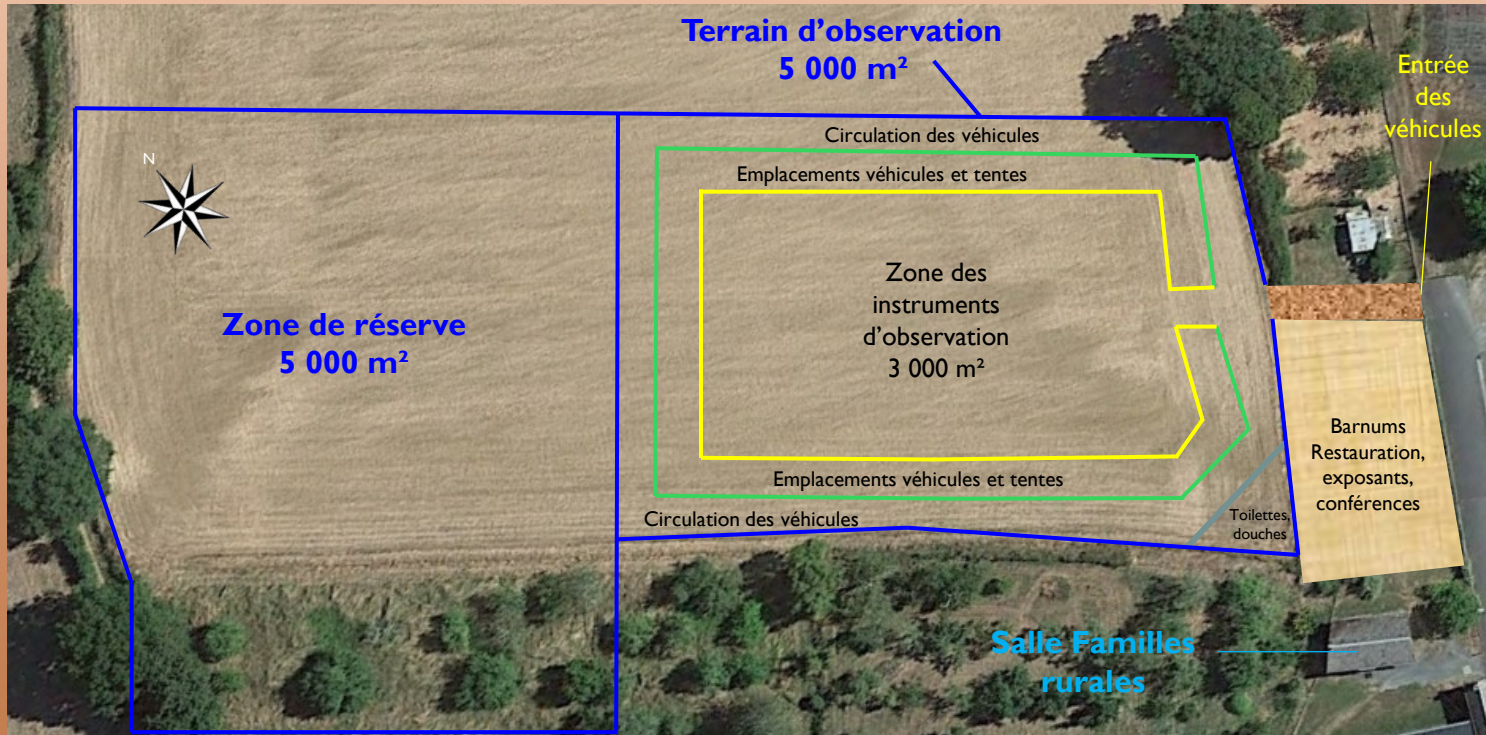 Terrain d’observation
5 000 m²
Entrée
des
véhicules
Circulation des véhicules
N
Emplacements véhicules et tentes
Zone des
instruments
d’observation
3 000 m²
Zone de réserve
5 000 m²
Barnums
Restauration,
exposants,
conférences
Emplacements véhicules et tentes
Circulation des véhicules
Toilettes,
douches
Salle Familles
rurales